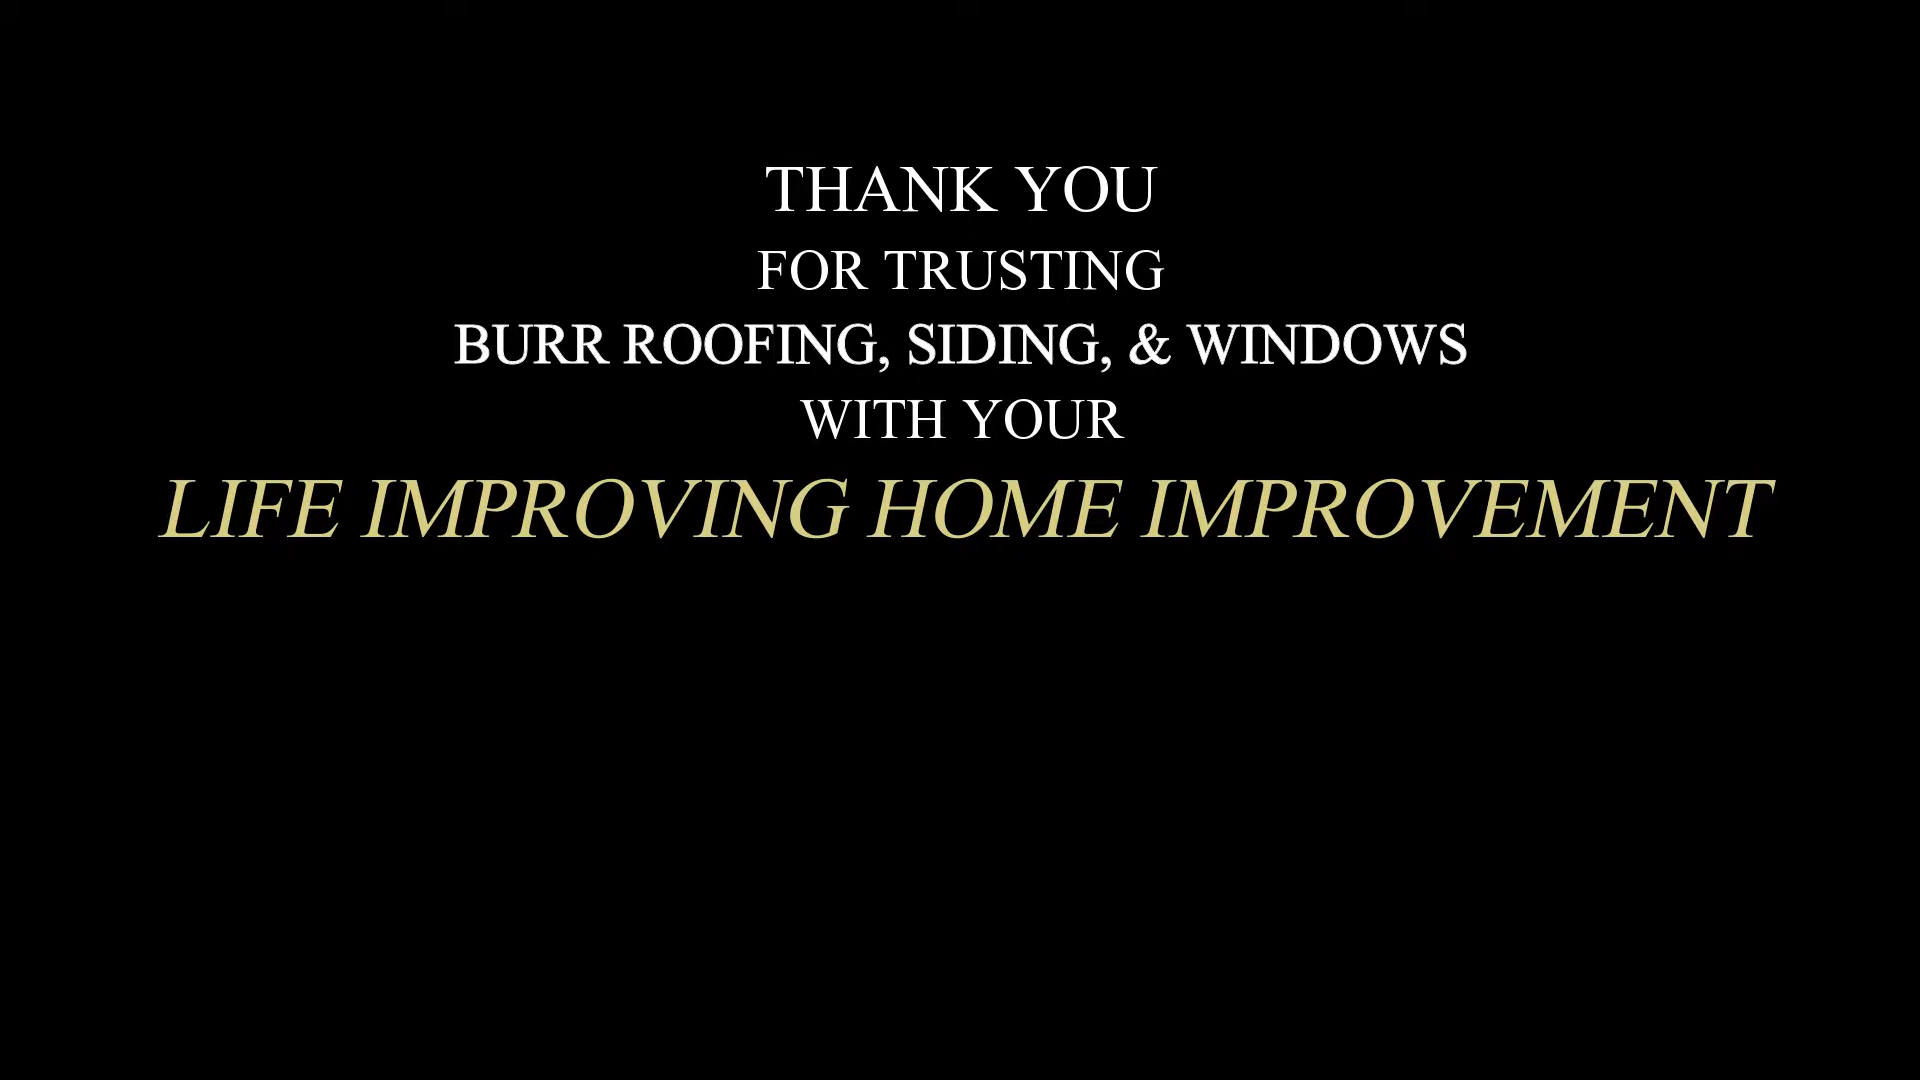 THANK YOU
FOR TRUSTING
BURR ROOFING, SIDING, & WINDOWS
WITH YOUR
LIFE IMPROVING HOME IMPROVEMENT